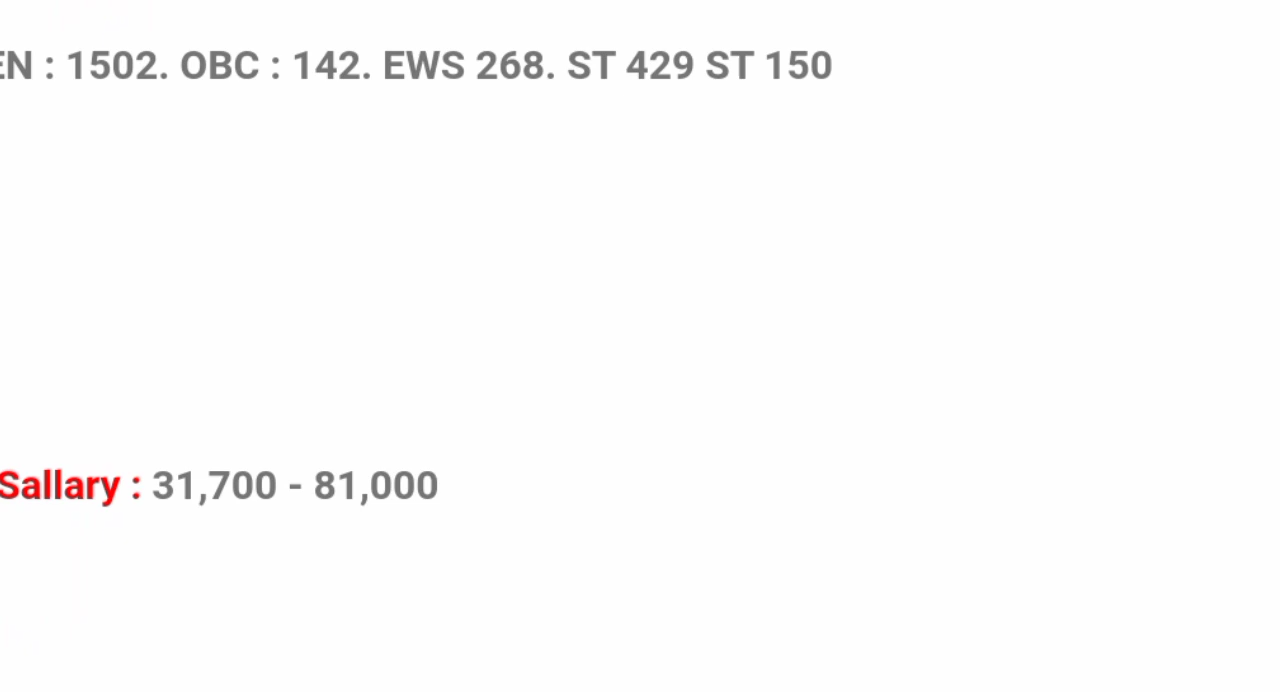 EN : 1502. OBC : 142. EWS 268. ST 429 ST 150
Sallary : 31,700 - 81,000